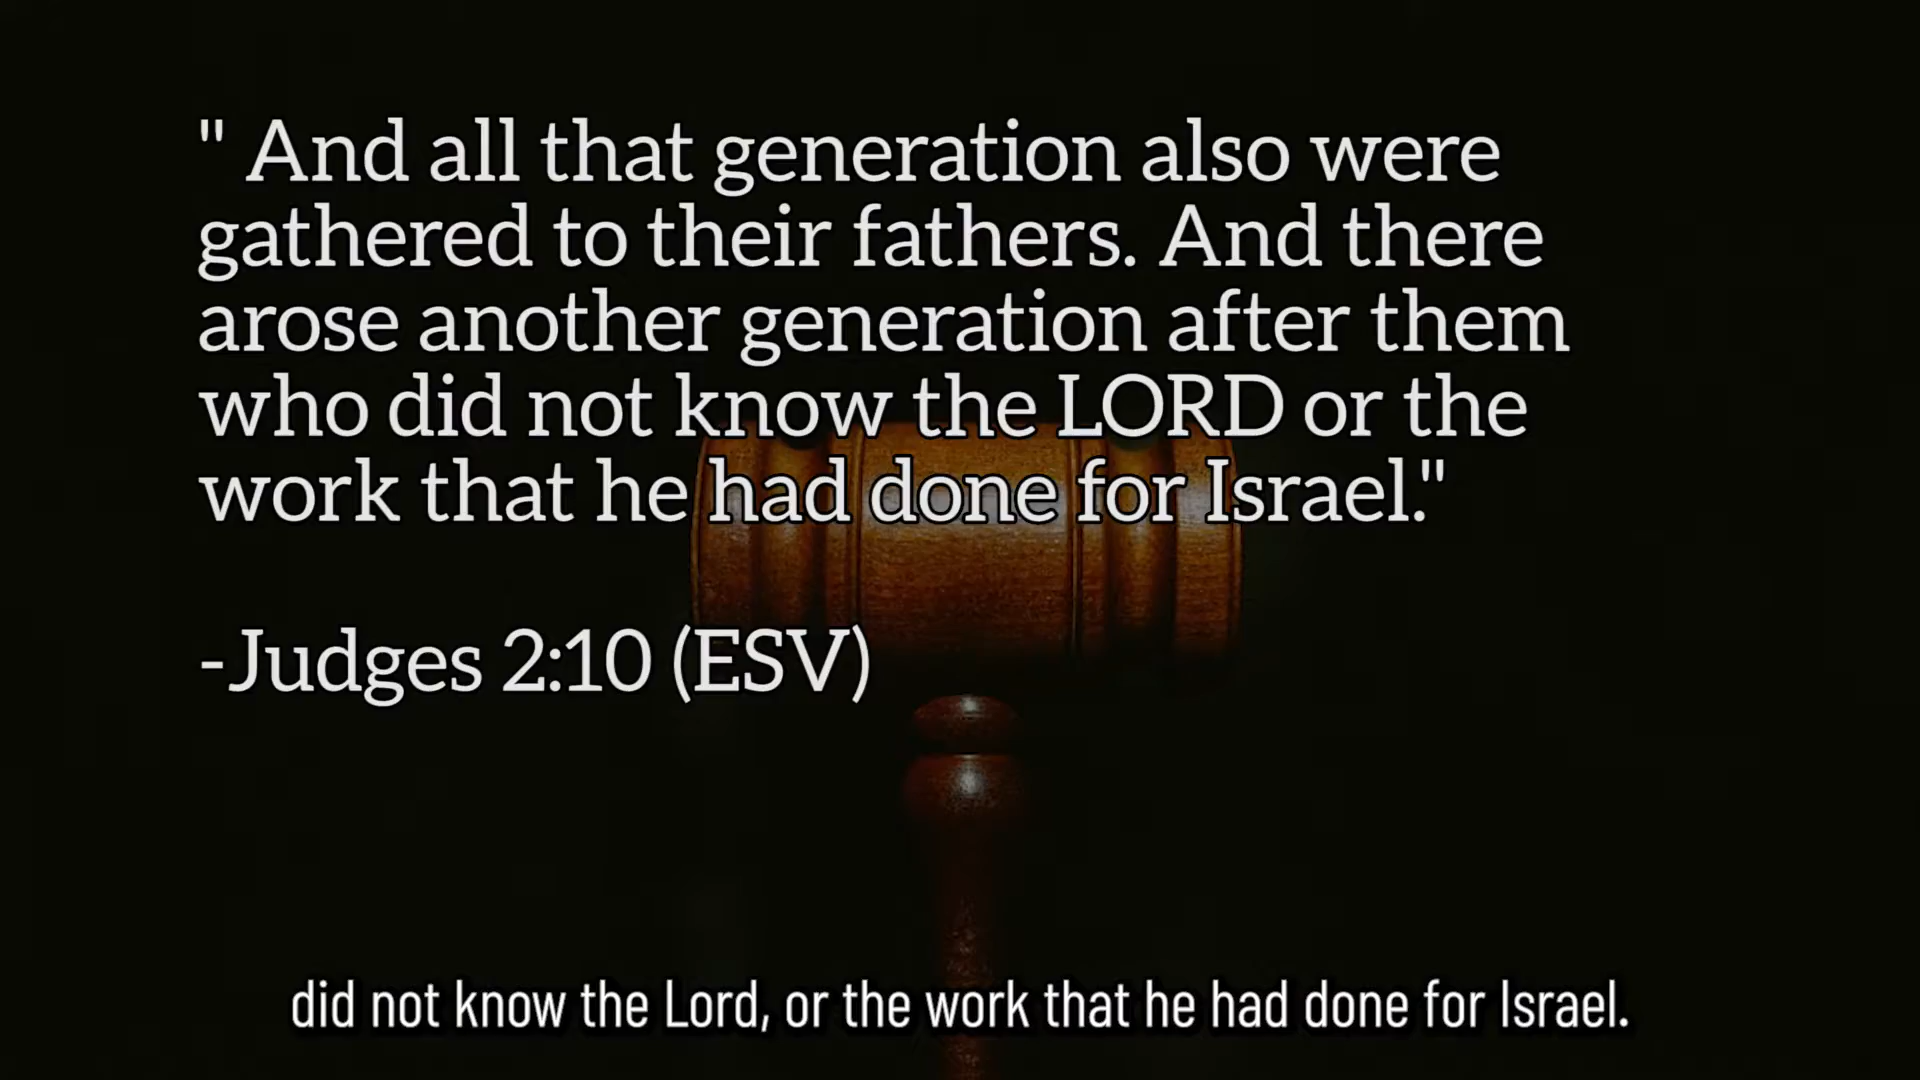 " And all that generation also were
gathered to their fathers. And there
arose another generation after them
who did not know the LORD or the
work that he had done for Israel."
-Judges 2:10 (ESV)
did not know the Lord, or the work that he had done for Israel.